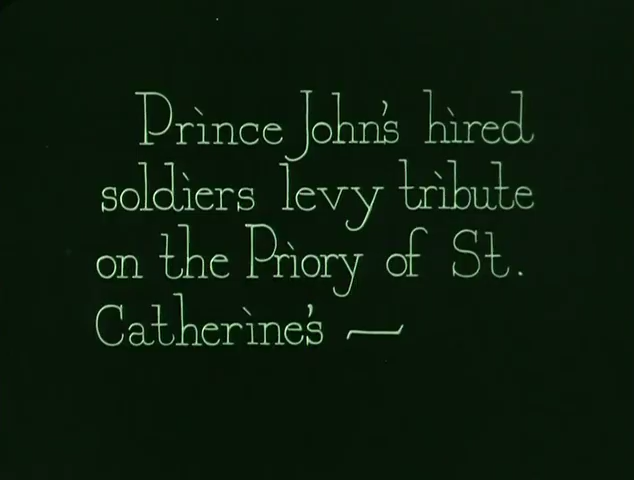 Prince John's hired
soldiers levy tribute
on the Priory of St.
Catherine's —